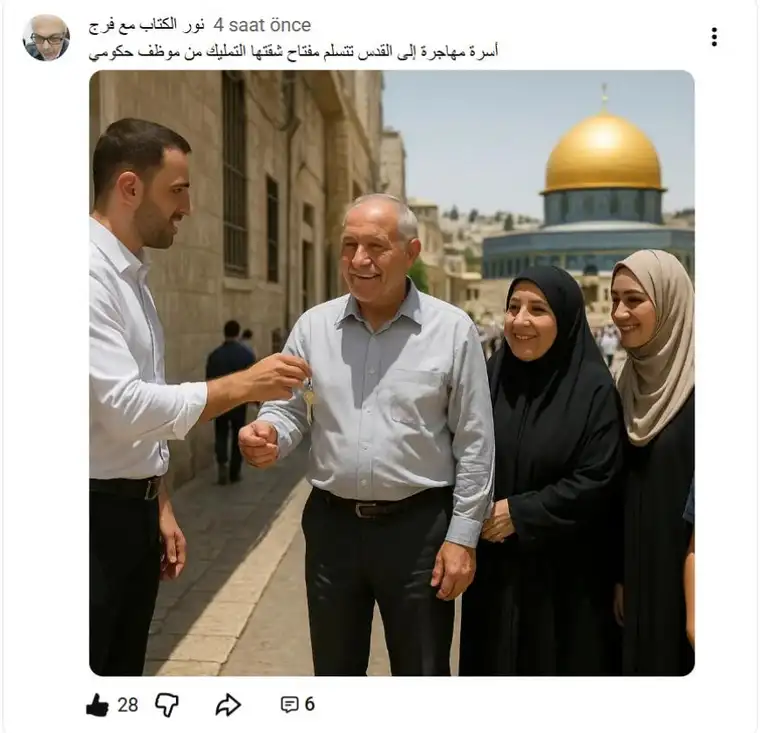 نور الكتاب مع فرج 4 saat önce
أسرة مهاجرة إلى القدس تتسلم مفتاح شقتها التمليك من موظف حكومي
28 6